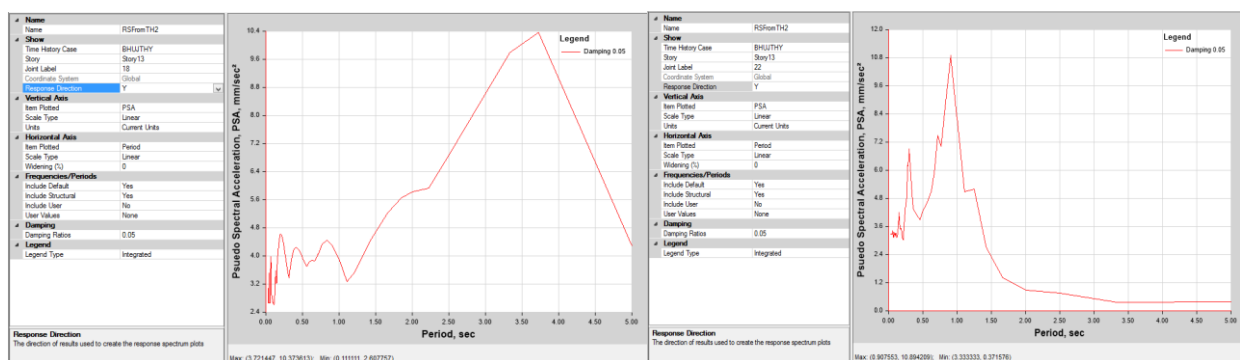 Name
Name RSFromTH2
Show
Time History Case BHUJTHY
Story Story13
Joint Label 18
Coordinate System Global
Response Direction Y
Vertical Axis
Item Plotted PSA
Scale Type Linear
Units Current Units
Horizontal Axis
Item Plotted Period
Scale Type Linear
Widening (%) 0
Frequencies/Periods
Include Default Yes
Include Structural Yes
Include User No
User Values None
Damping
Damping Ratios 0.05
Legend
Legend Type Integrated
Response Direction
The direction of results used to create the response spectrum plots
Legend
Damping 0.05
Psuedo Spectral Acceleration, PSA, mm/sec²
10.4
9.6
8.8
8.0
7.2
6.4
5.6
4.8
4.0
3.2
2.4
0.00 0.50 1.00 1.50 2.00 2.50 3.00 3.50 4.00 4.50 5.00
Period, sec
Max: (3.721447, 10.373613); Min: (0.111111, 2.607757)
Name
Name RSFromTH2
Show
Time History Case BHUJTHY
Story Story13
Joint Label 22
Coordinate System Global
Response Direction Y
Vertical Axis
Item Plotted PSA
Scale Type Linear
Units Current Units
Horizontal Axis
Item Plotted Period
Scale Type Linear
Widening (%) 0
Frequencies/Periods
Include Default Yes
Include Structural Yes
Include User No
User Values None
Damping
Damping Ratios 0.05
Legend
Legend Type Integrated
Response Direction
The direction of results used to create the response spectrum plots
Legend
Damping 0.05
Psuedo Spectral Acceleration, PSA, mm/sec²
12.0
10.8
9.6
8.4
7.2
6.0
4.8
3.6
2.4
1.2
0.0
0.00 0.50 1.00 1.50 2.00 2.50 3.00 3.50 4.00 4.50 5.00
Period, sec
Max: (0.907553, 10.894209); Min: (3.333333, 0.371576)